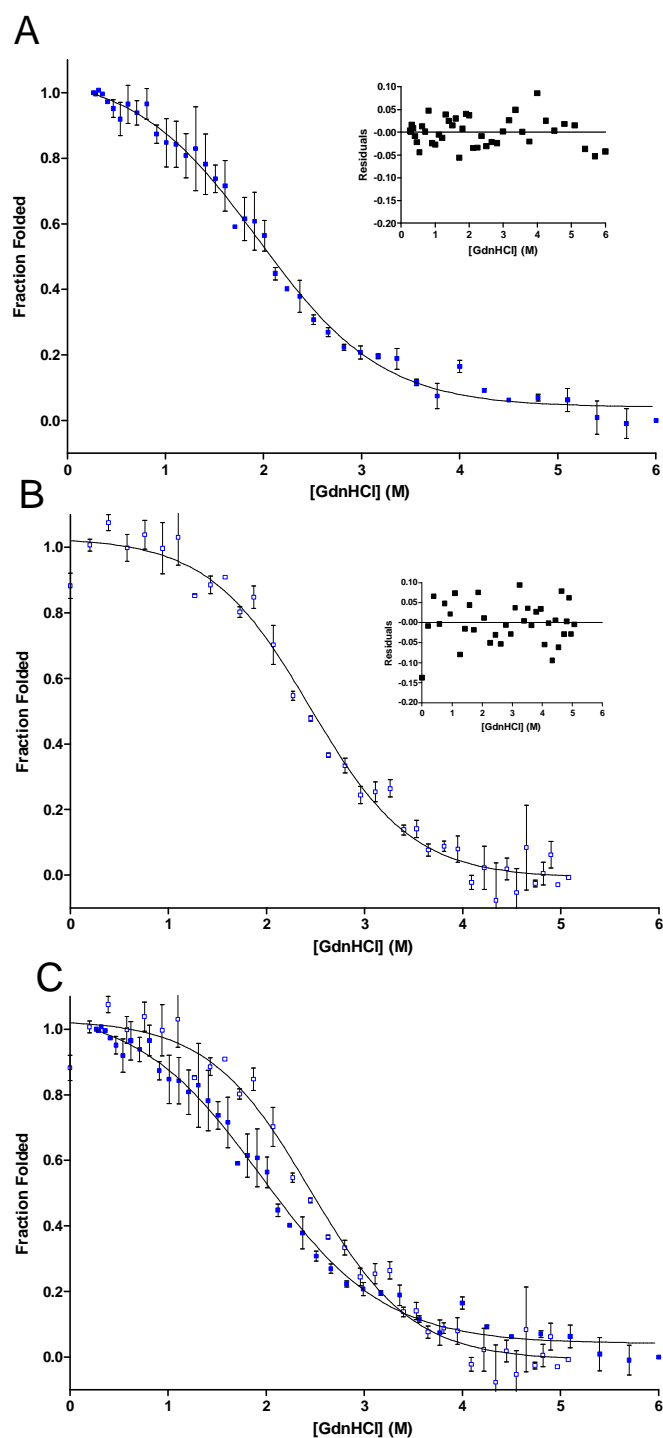 A
1.0
0.8
0.6
0.4
0.2
0.0
Fraction Folded
0 1 2 3 4 5 6
[GdnHCl] (M)
0.10
0.05
-0.00
-0.05
-0.10
-0.15
-0.20
Residuals
0 1 2 3 4 5 6
[GdnHCl] (M)
B
1.0
0.8
0.6
0.4
0.2
0.0
Fraction Folded
0 1 2 3 4 5 6
[GdnHCl] (M)
0.10
0.05
-0.00
-0.05
-0.10
-0.15
-0.20
Residuals
0 1 2 3 4 5 6
[GdnHCl] (M)
C
1.0
0.8
0.6
0.4
0.2
0.0
Fraction Folded
0 1 2 3 4 5 6
[GdnHCl] (M)